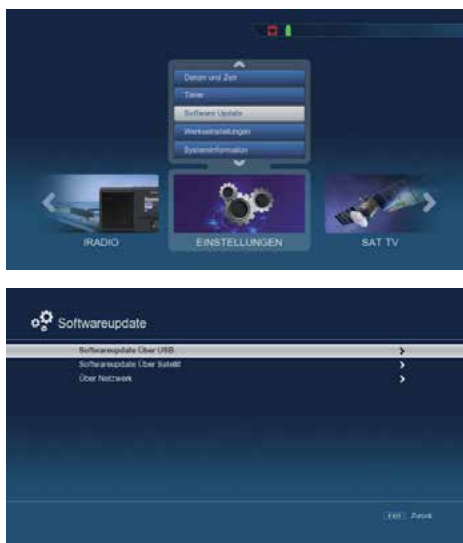 Datum und Zeit
Timer
Software Update
Werkseinstellungen
Systeminformation
IRADIO
EINSTELLUNGEN
SAT TV
Softwareupdate
Softwareupdate Über USB
Softwareupdate Über Satellit
Über Netzwerk
EXIT Zurück